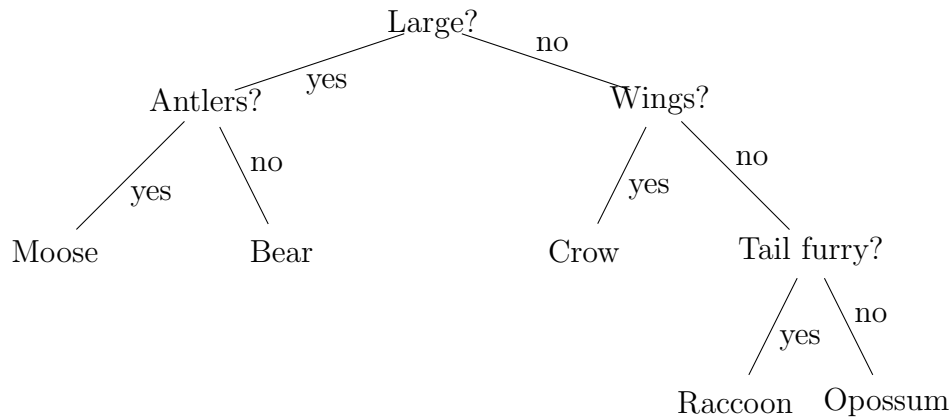 Large?
yes
no
Antlers?
Wings?
yes
no
yes
no
Moose
Bear
Crow
Tail furry?
yes
no
Raccoon
Opossum